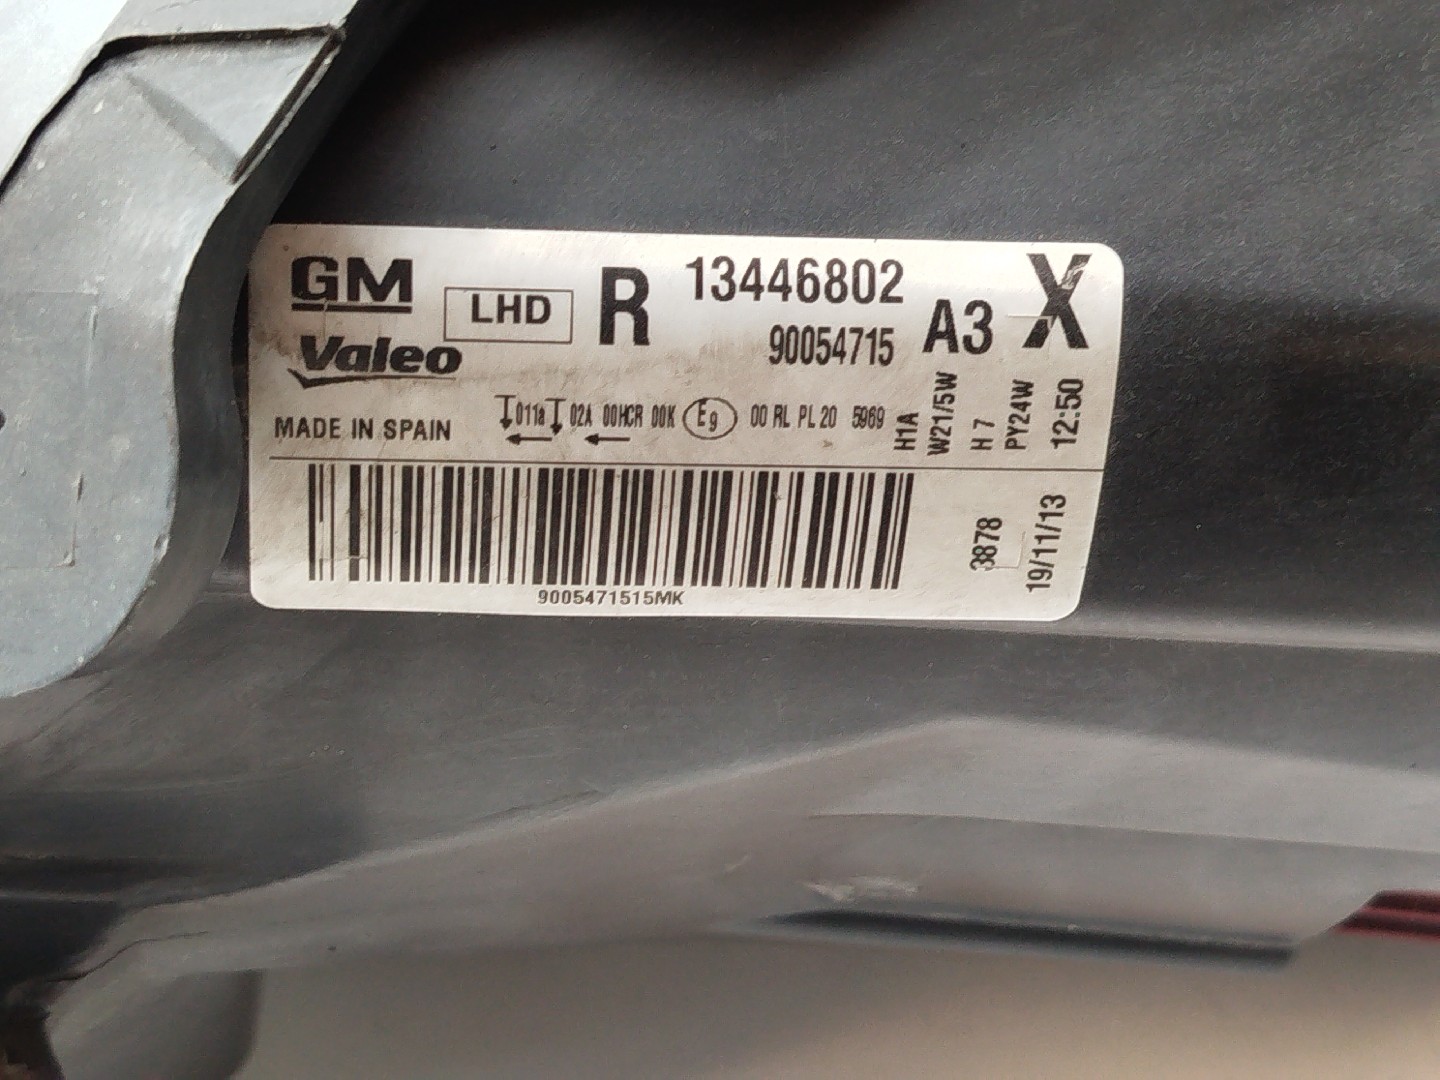 GM
LHD
R
13446802
Valeo
90054715
A3
X
MADE IN SPAIN
011a 02A 00HCR 00K E9 00 RL PL 20 5969
H1A
W21/5W
H7
PY24W
12:50
3878
19/11/13
9005471515MK